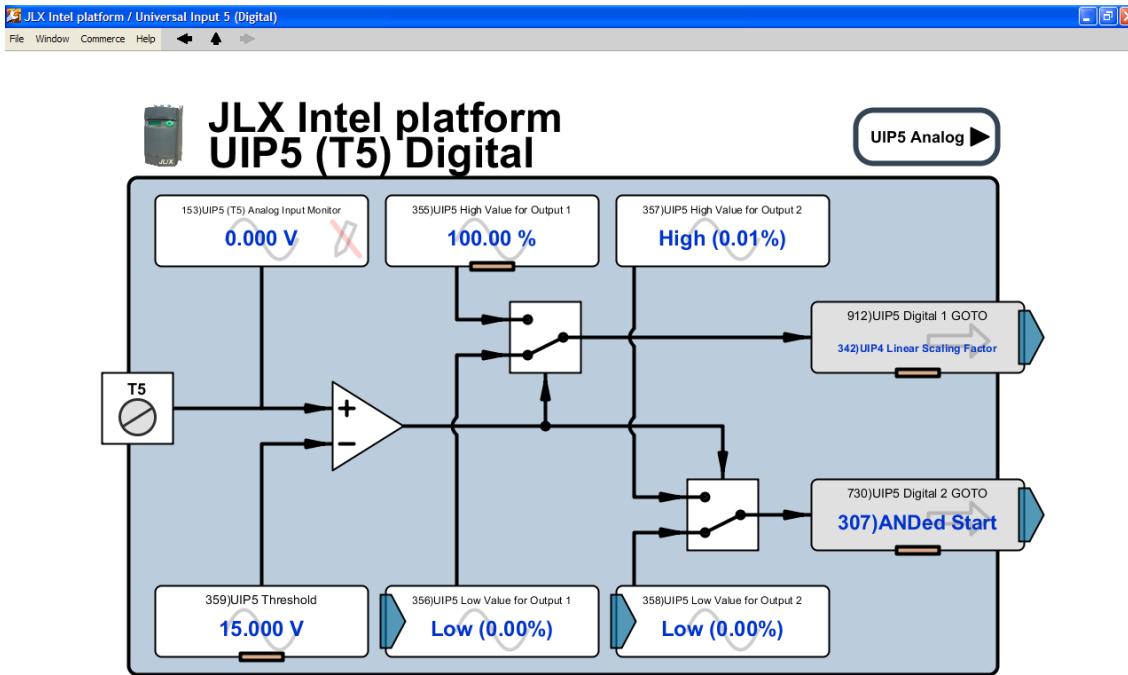 JLX Intel platform / Universal Input 5 (Digital)
File Window Commerce Help
JLX Intel platform
UIP5 (T5) Digital
JLX
UIP5 Analog
153)UIP5 (T5) Analog Input Monitor
0.000 V
355)UIP5 High Value for Output 1
100.00 %
357)UIP5 High Value for Output 2
High (0.01%)
912)UIP5 Digital 1 GOTO
342)UIP4 Linear Scaling Factor
T5
+
−
730)UIP5 Digital 2 GOTO
307)ANDed Start
359)UIP5 Threshold
15.000 V
356)UIP5 Low Value for Output 1
Low (0.00%)
358)UIP5 Low Value for Output 2
Low (0.00%)